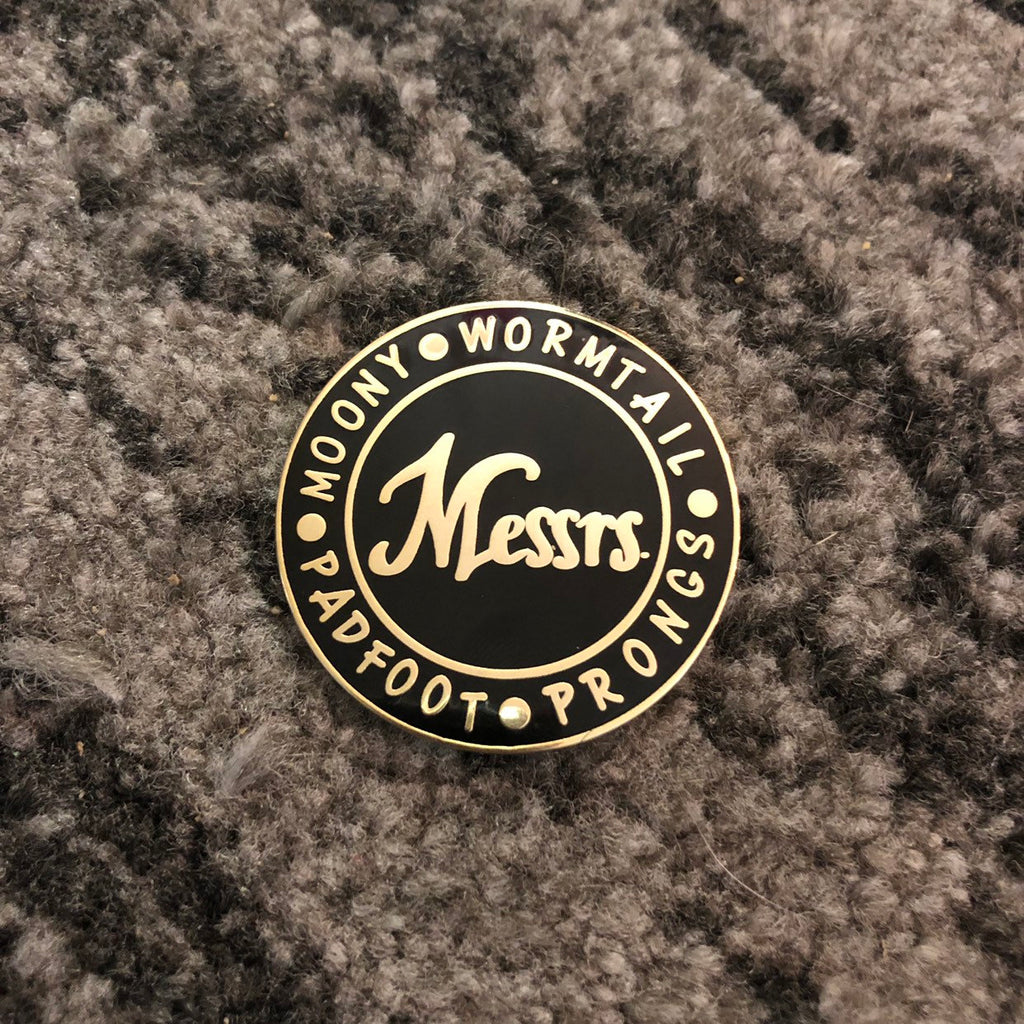 MOONY • WORMTAIL • PRONGS • PADFOOT •
Messrs.